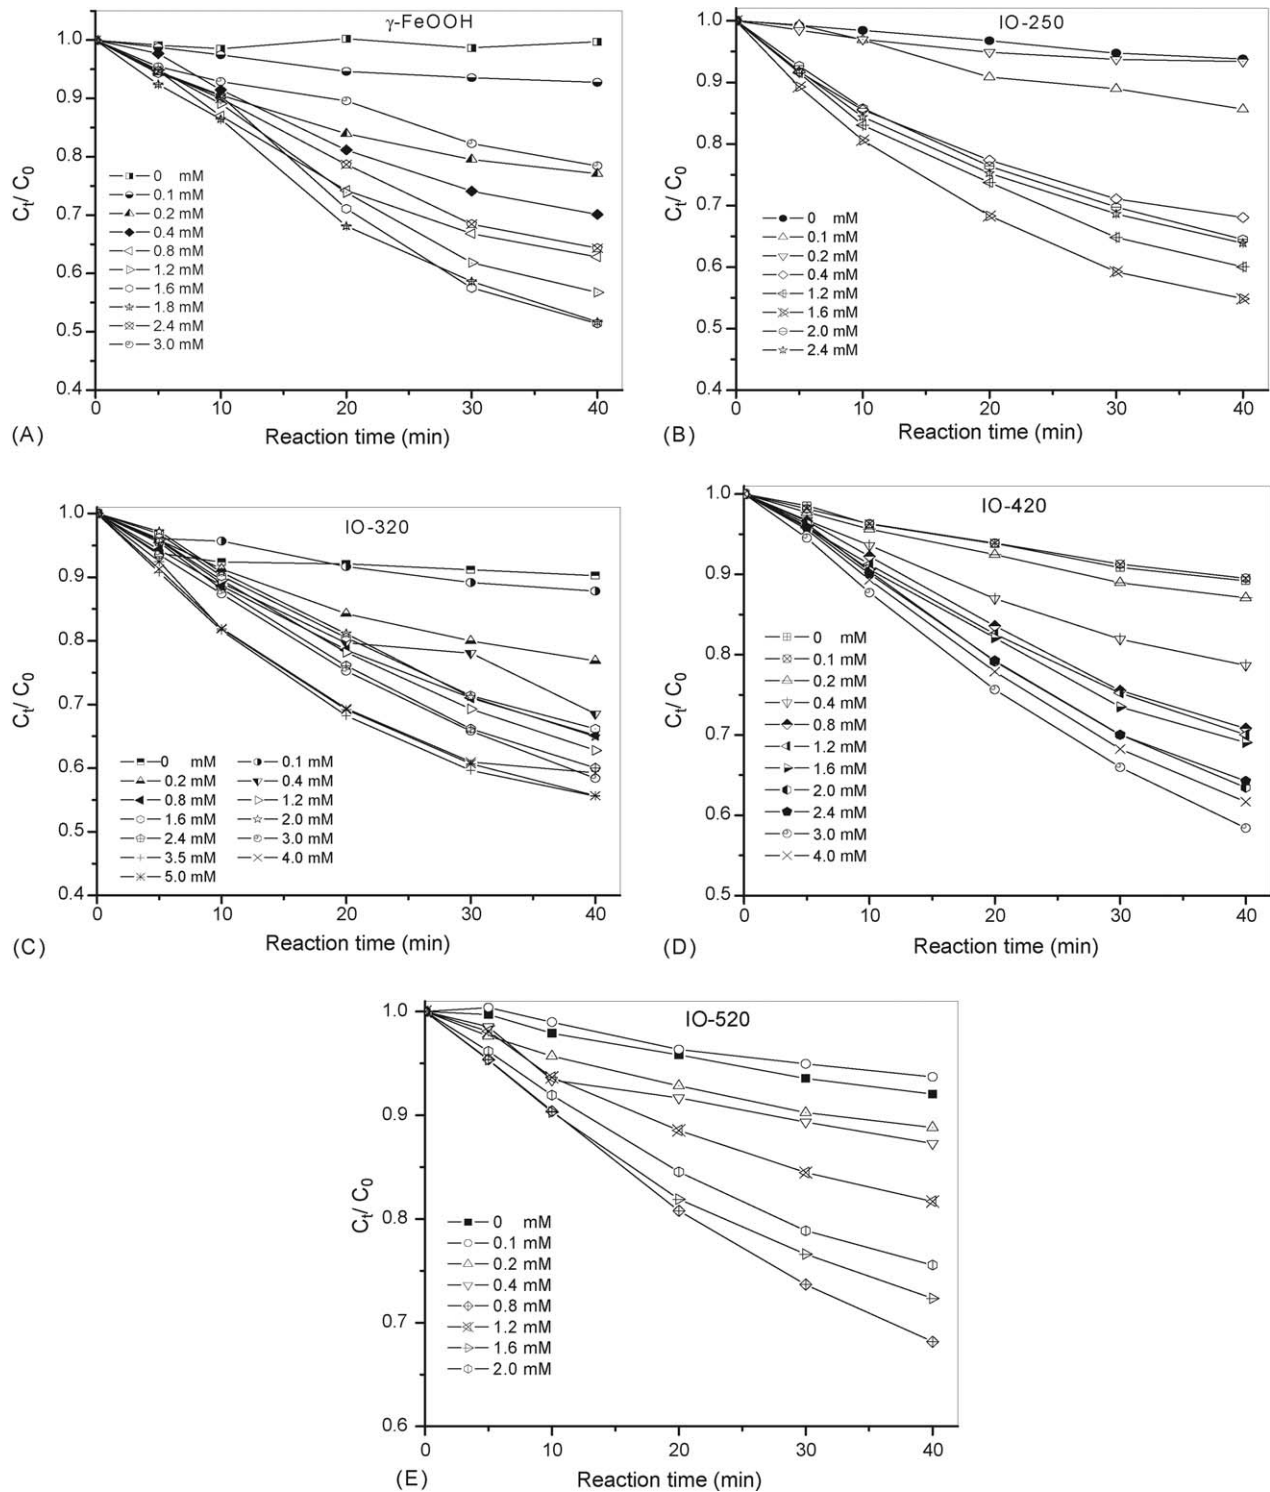 γ-FeOOH
1.0
0.9
0.8
0.7
0.6
0.5
0.4
Ct/ C0
0 mM
0.1 mM
0.2 mM
0.4 mM
0.8 mM
1.2 mM
1.6 mM
1.8 mM
2.4 mM
3.0 mM
0 10 20 30 40
Reaction time (min)
(A)
IO-250
1.0
0.9
0.8
0.7
0.6
0.5
0.4
Ct/ C0
0 mM
0.1 mM
0.2 mM
0.4 mM
1.2 mM
1.6 mM
2.0 mM
2.4 mM
0 10 20 30 40
Reaction time (min)
(B)
IO-320
1.0
0.9
0.8
0.7
0.6
0.5
0.4
Ct/ C0
0 mM 0.1 mM
0.2 mM 0.4 mM
0.8 mM 1.2 mM
1.6 mM 2.0 mM
2.4 mM 3.0 mM
3.5 mM 4.0 mM
5.0 mM
0 10 20 30 40
Reaction time (min)
(C)
IO-420
1.0
0.9
0.8
0.7
0.6
0.5
Ct/ C0
0 mM
0.1 mM
0.2 mM
0.4 mM
0.8 mM
1.2 mM
1.6 mM
2.0 mM
2.4 mM
3.0 mM
4.0 mM
0 10 20 30 40
Reaction time (min)
(D)
IO-520
1.0
0.9
0.8
0.7
0.6
Ct/ C0
0 mM
0.1 mM
0.2 mM
0.4 mM
0.8 mM
1.2 mM
1.6 mM
2.0 mM
0 10 20 30 40
Reaction time (min)
(E)